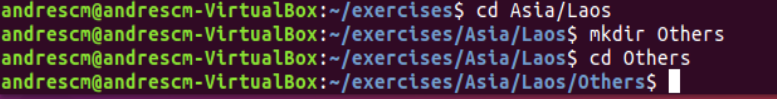 andrescm@andrescm-VirtualBox:~/exercises$ cd Asia/Laos
andrescm@andrescm-VirtualBox:~/exercises/Asia/Laos$ mkdir Others
andrescm@andrescm-VirtualBox:~/exercises/Asia/Laos$ cd Others
andrescm@andrescm-VirtualBox:~/exercises/Asia/Laos/Others$